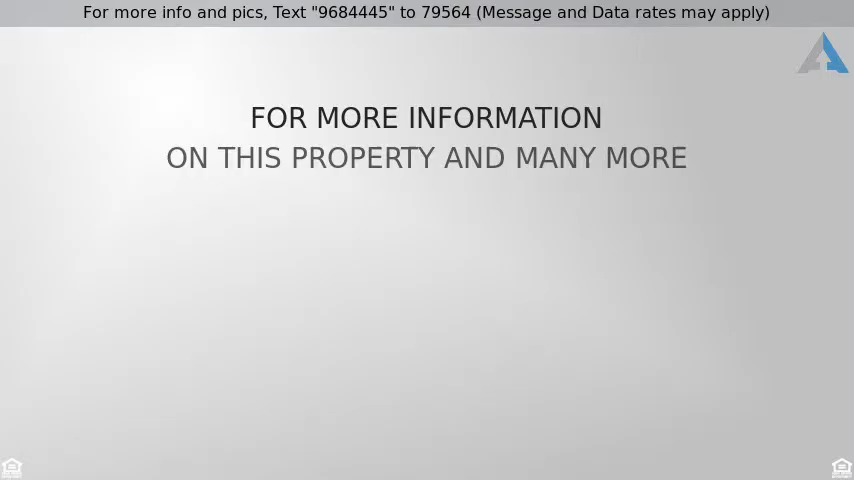 For more info and pics, Text "9684445" to 79564 (Message and Data rates may apply)
FOR MORE INFORMATION
ON THIS PROPERTY AND MANY MORE